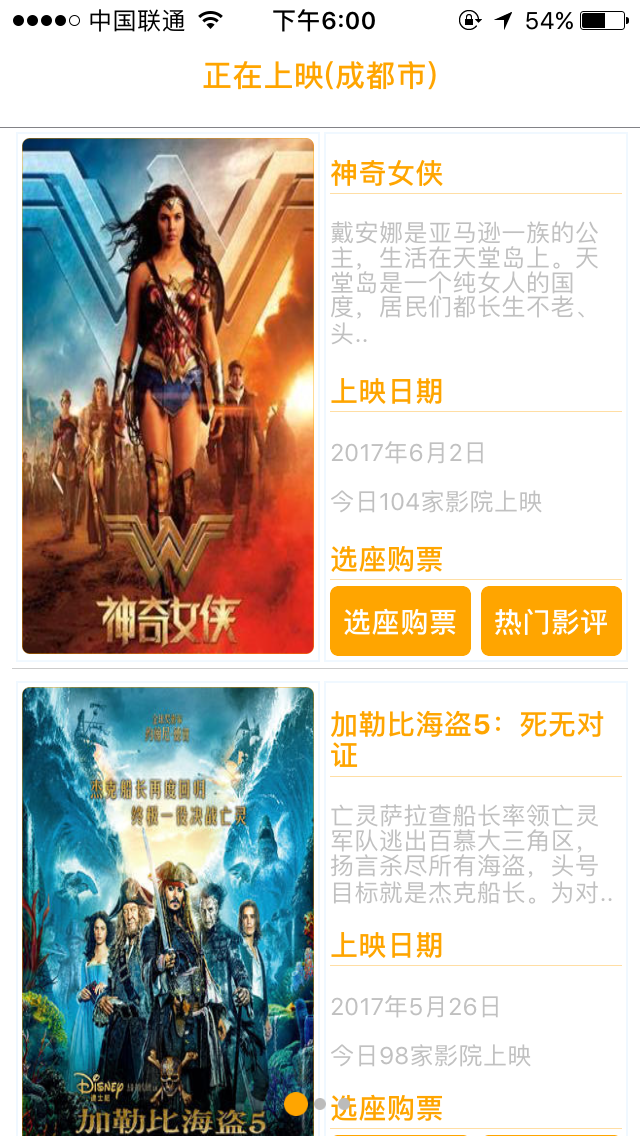 中国联通
下午6:00
54%
正在上映(成都市)
神奇女侠
神奇女侠
戴安娜是亚马逊一族的公
主，生活在天堂岛上。天
堂岛是一个纯女人的国
度，居民们都长生不老、
头..
上映日期
2017年6月2日
今日104家影院上映
选座购票
选座购票
热门影评
杰克船长再度回归
终极一役决战亡灵
DISNEY
迪士尼
加勒比海盗5
加勒比海盗5：死无对
证
亡灵萨拉查船长率领亡灵
军队逃出百慕大三角区，
扬言杀尽所有海盗，头号
目标就是杰克船长。为对..
上映日期
2017年5月26日
今日98家影院上映
选座购票